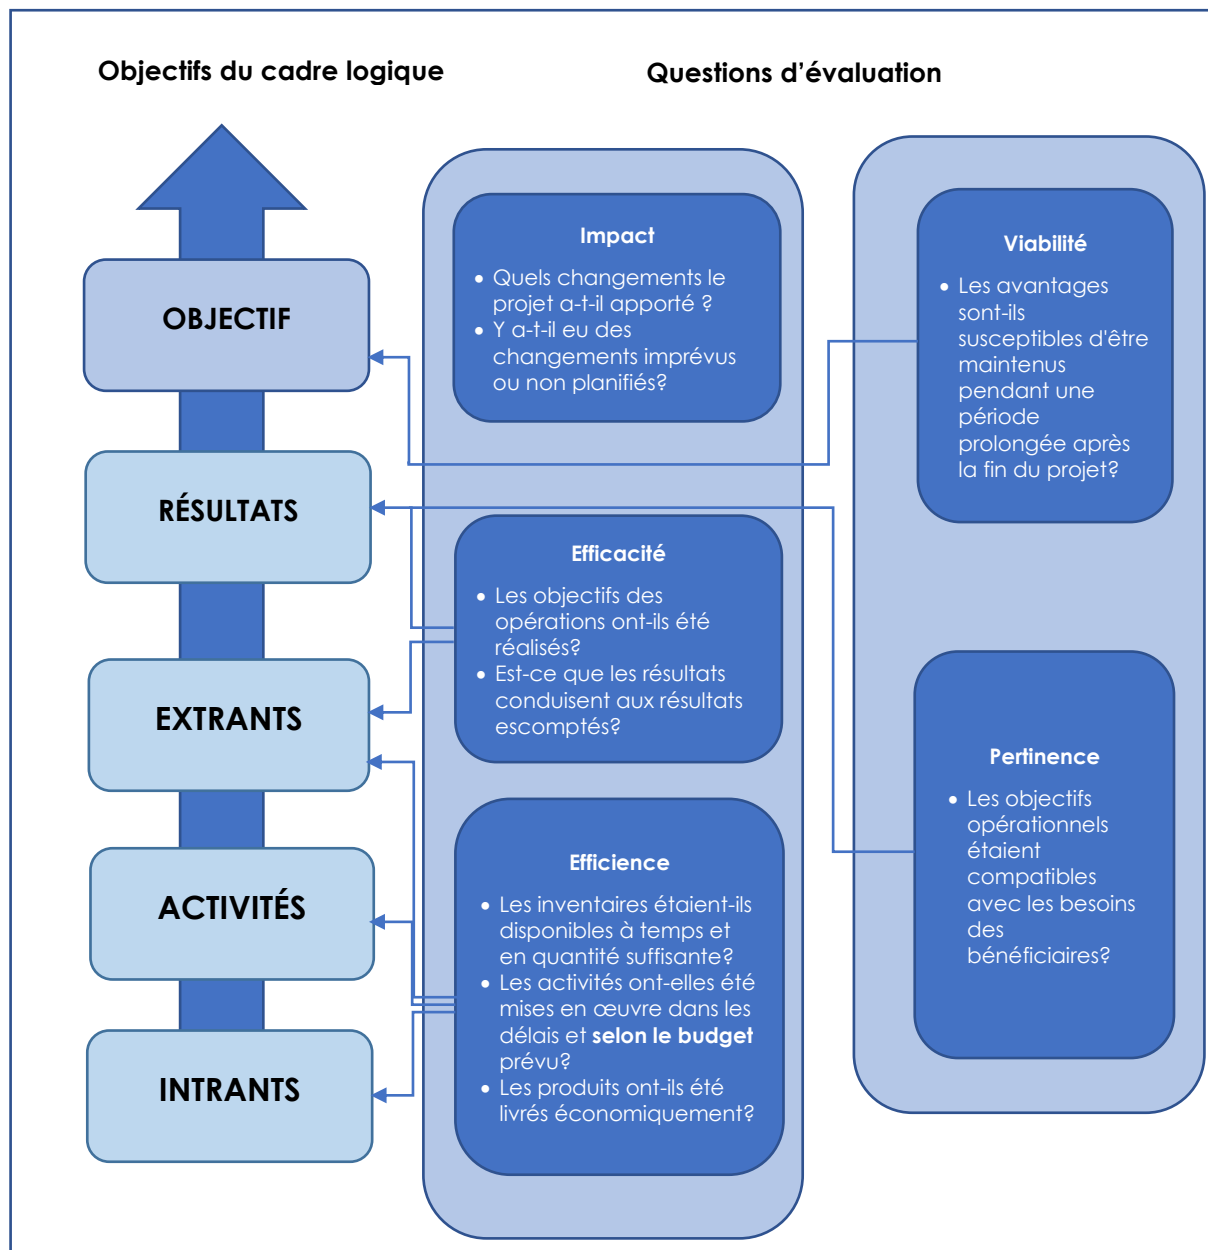 Objectifs du cadre logique
Questions d’évaluation
OBJECTIF
RÉSULTATS
EXTRANTS
ACTIVITÉS
INTRANTS
Impact
• Quels changements le
projet a-t-il apporté ?
• Y a-t-il eu des
changements imprévus
ou non planifiés?
Efficacité
• Les objectifs des
opérations ont-ils été
réalisés?
• Est-ce que les résultats
conduisent aux résultats
escomptés?
Efficience
• Les inventaires étaient-ils
disponibles à temps et
en quantité suffisante?
• Les activités ont-elles été
mises en œuvre dans les
délais et selon le budget
prévu?
• Les produits ont-ils été
livrés économiquement?
Viabilité
• Les avantages
sont-ils
susceptibles d'être
maintenus
pendant une
période
prolongée après
la fin du projet?
Pertinence
• Les objectifs
opérationnels
étaient
compatibles
avec les besoins
des
bénéficiaires?